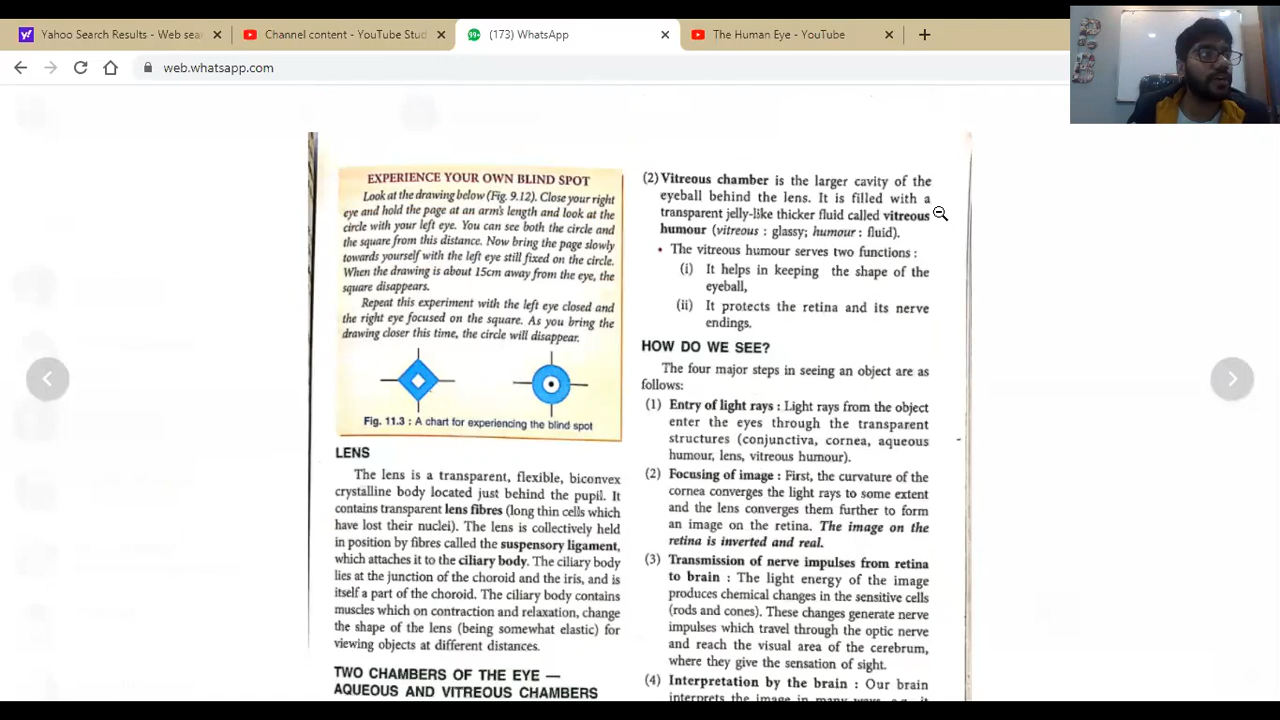 Yahoo Search Results - Web sea
Channel content - YouTube Stud
99+
(173) WhatsApp
The Human Eye - YouTube
web.whatsapp.com
EXPERIENCE YOUR OWN BLIND SPOT
Look at the drawing below (Fig. 9.12). Close your right
eye and hold the page at an arm's length and look at the
circle with your left eye. You can see both the circle and
the square from this distance. Now bring the page slowly
towards yourself with the left eye still fixed on the circle.
When the drawing is about 15cm away from the eye, the
square disappears.
Repeat this experiment with the left eye closed and
the right eye focused on the square. As you bring the
drawing closer this time, the circle will disappear.
Fig. 11.3 : A chart for experiencing the blind spot
LENS
The lens is a transparent, flexible, biconvex
crystalline body located just behind the pupil. It
contains transparent lens fibres (long thin cells which
have lost their nuclei). The lens is collectively held
in position by fibres called the suspensory ligament,
which attaches it to the ciliary body. The ciliary body
lies at the junction of the choroid and the iris, and is
itself a part of the choroid. The ciliary body contains
muscles which on contraction and relaxation, change
the shape of the lens (being somewhat elastic) for
viewing objects at different distances.
TWO CHAMBERS OF THE EYE —
AQUEOUS AND VITREOUS CHAMBERS
(2) Vitreous chamber is the larger cavity of the
eyeball behind the lens. It is filled with a
transparent jelly-like thicker fluid called vitreous
humour (vitreous : glassy; humour : fluid).
• The vitreous humour serves two functions :
(i) It helps in keeping the shape of the
eyeball,
(ii) It protects the retina and its nerve
endings.
HOW DO WE SEE?
The four major steps in seeing an object are as
follows:
(1) Entry of light rays : Light rays from the object
enter the eyes through the transparent
structures (conjunctiva, cornea, aqueous
humour, lens, vitreous humour).
(2) Focusing of image : First, the curvature of the
cornea converges the light rays to some extent
and the lens converges them further to form
an image on the retina. The image on the
retina is inverted and real.
(3) Transmission of nerve impulses from retina
to brain : The light energy of the image
produces chemical changes in the sensitive cells
(rods and cones). These changes generate nerve
impulses which travel through the optic nerve
and reach the visual area of the cerebrum,
where they give the sensation of sight.
(4) Interpretation by the brain : Our brain
interprets the image in many ways, e.g. it